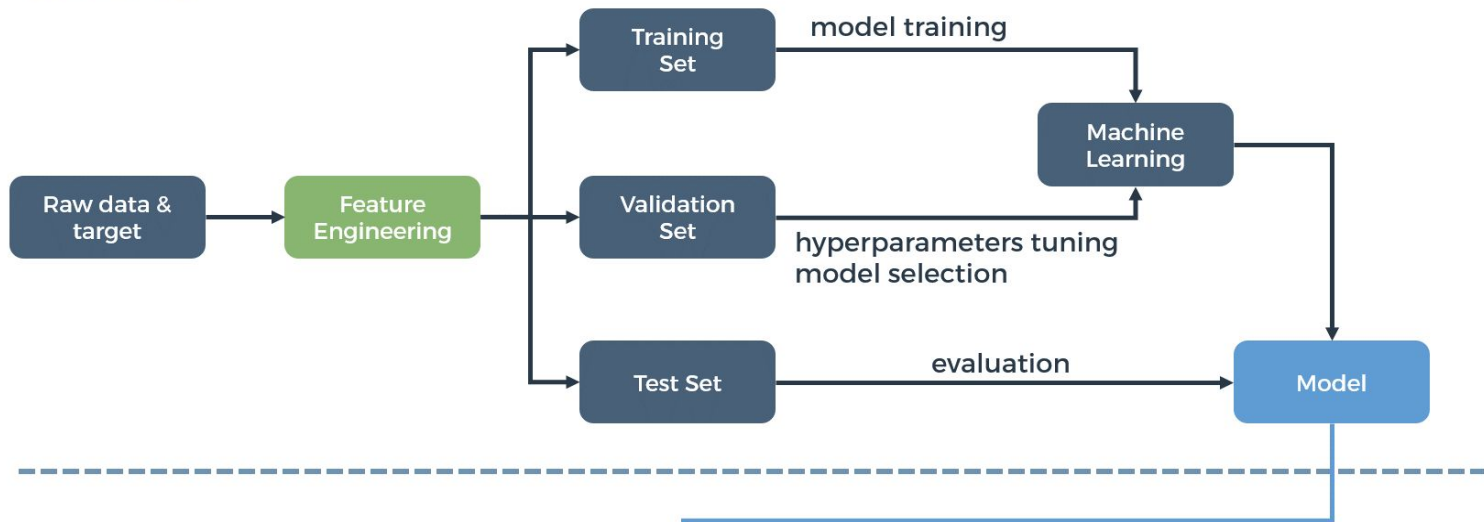 Raw data &
target
Feature
Engineering
Training
Set
model training
Validation
Set
hyperparameters tuning
model selection
Test Set
evaluation
Machine
Learning
Model